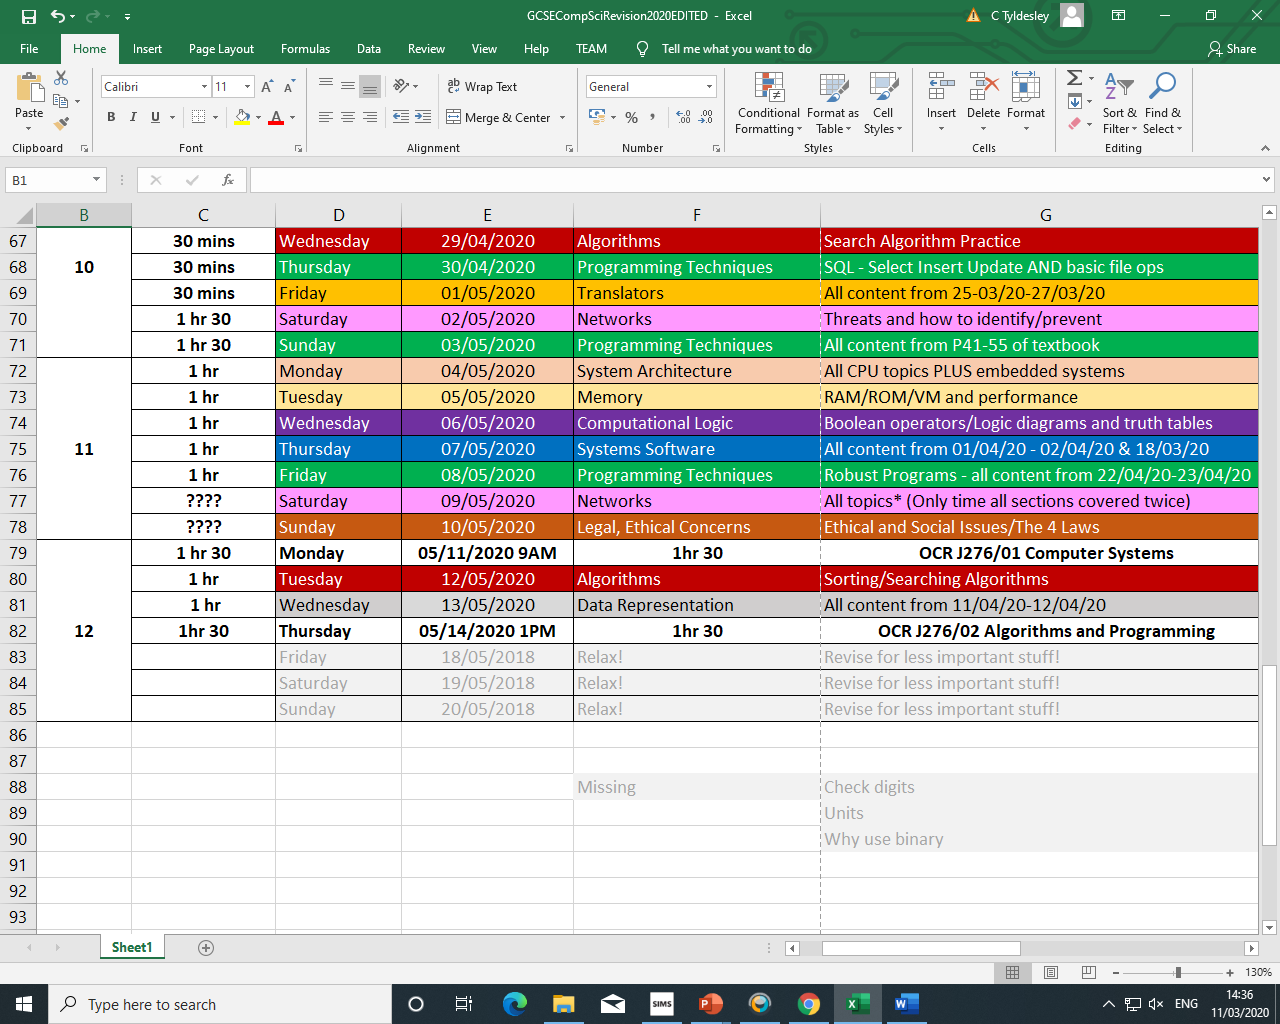 GCSECompSciRevision2020EDITED - Excel
C Tyldesley
File Home Insert Page Layout Formulas Data Review View Help TEAM Tell me what you want to do Share
Paste
Calibri 11
B I U A A A
ab Wrap Text
Merge & Center
General
% , .00 .0
Conditional Formatting
Format as Table
Cell Styles
Insert Delete Format
Sort & Filter
Find & Select
Clipboard Font Alignment Number Styles Cells Editing
B1 fx
B C D E F G
67 30 mins Wednesday 29/04/2020 Algorithms Search Algorithm Practice
68 10 30 mins Thursday 30/04/2020 Programming Techniques SQL - Select Insert Update AND basic file ops
69 30 mins Friday 01/05/2020 Translators All content from 25-03/20-27/03/20
70 1 hr 30 Saturday 02/05/2020 Networks Threats and how to identify/prevent
71 1 hr 30 Sunday 03/05/2020 Programming Techniques All content from P41-55 of textbook
72 1 hr Monday 04/05/2020 System Architecture All CPU topics PLUS embedded systems
73 1 hr Tuesday 05/05/2020 Memory RAM/ROM/VM and performance
74 1 hr Wednesday 06/05/2020 Computational Logic Boolean operators/Logic diagrams and truth tables
75 11 1 hr Thursday 07/05/2020 Systems Software All content from 01/04/20 - 02/04/20 & 18/03/20
76 1 hr Friday 08/05/2020 Programming Techniques Robust Programs - all content from 22/04/20-23/04/20
77 ???? Saturday 09/05/2020 Networks All topics* (Only time all sections covered twice)
78 ???? Sunday 10/05/2020 Legal, Ethical Concerns Ethical and Social Issues/The 4 Laws
79 1 hr 30 Monday 05/11/2020 9AM 1hr 30 OCR J276/01 Computer Systems
80 1 hr Tuesday 12/05/2020 Algorithms Sorting/Searching Algorithms
81 1 hr Wednesday 13/05/2020 Data Representation All content from 11/04/20-12/04/20
82 12 1hr 30 Thursday 05/14/2020 1PM 1hr 30 OCR J276/02 Algorithms and Programming
83 Friday 18/05/2018 Relax! Revise for less important stuff!
84 Saturday 19/05/2018 Relax! Revise for less important stuff!
85 Sunday 20/05/2018 Relax! Revise for less important stuff!
86
87
88 Missing Check digits
89 Units
90 Why use binary
91
92
93
Sheet1
130%
Type here to search
SIMS
ENG
14:36
11/03/2020